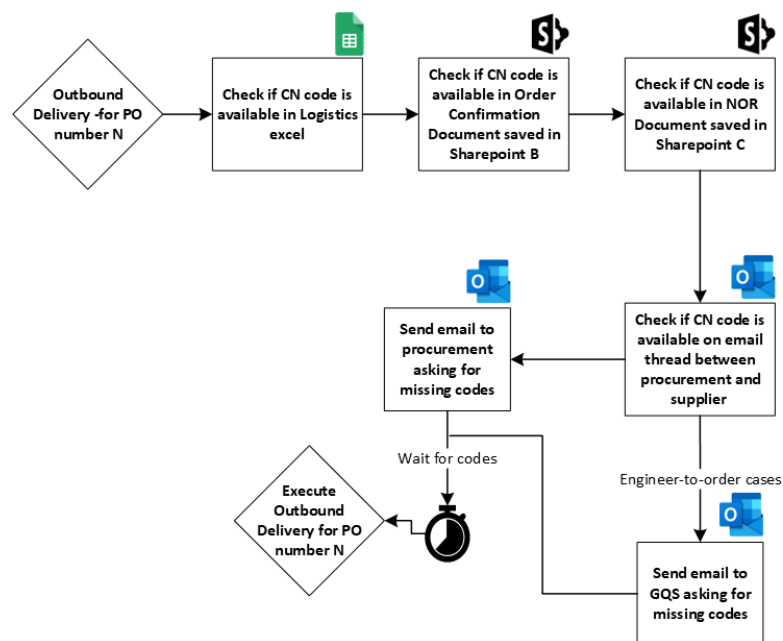 Outbound
Delivery -for PO
number N
Check if CN code is
available in Logistics
excel
S
Check if CN code is
available in Order
Confirmation
Document saved in
Sharepoint B
S
Check if CN code is
available in NOR
Document saved in
Sharepoint C
O
Check if CN code is
available on email
thread between
procurement and
supplier
O
Send email to
procurement
asking for
missing codes
Wait for codes
Execute
Outbound
Delivery for PO
number N
Engineer-to-order cases
O
Send email to
GQS asking for
missing codes